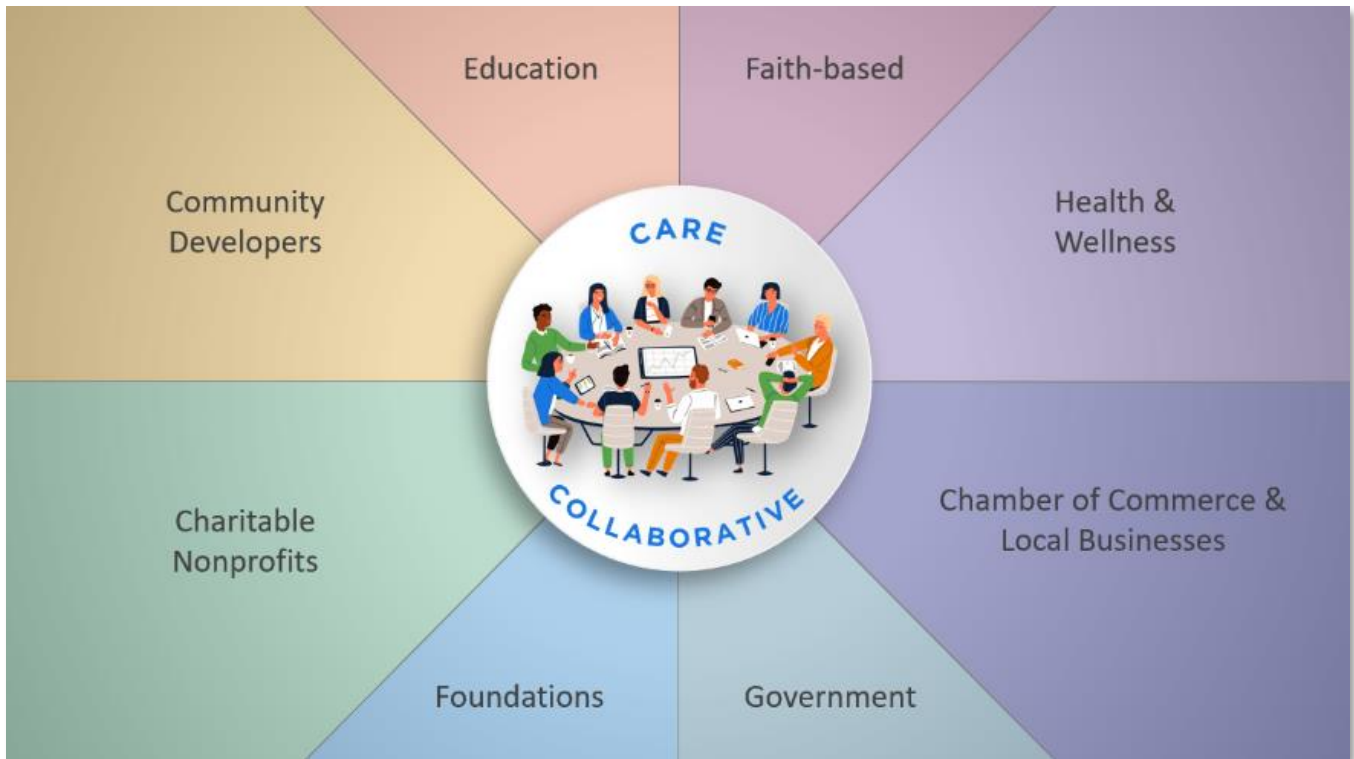 Education
Faith-based
Community
Developers
Health &
Wellness
CARE
COLLABORATIVE
Charitable
Nonprofits
Chamber of Commerce &
Local Businesses
Foundations
Government